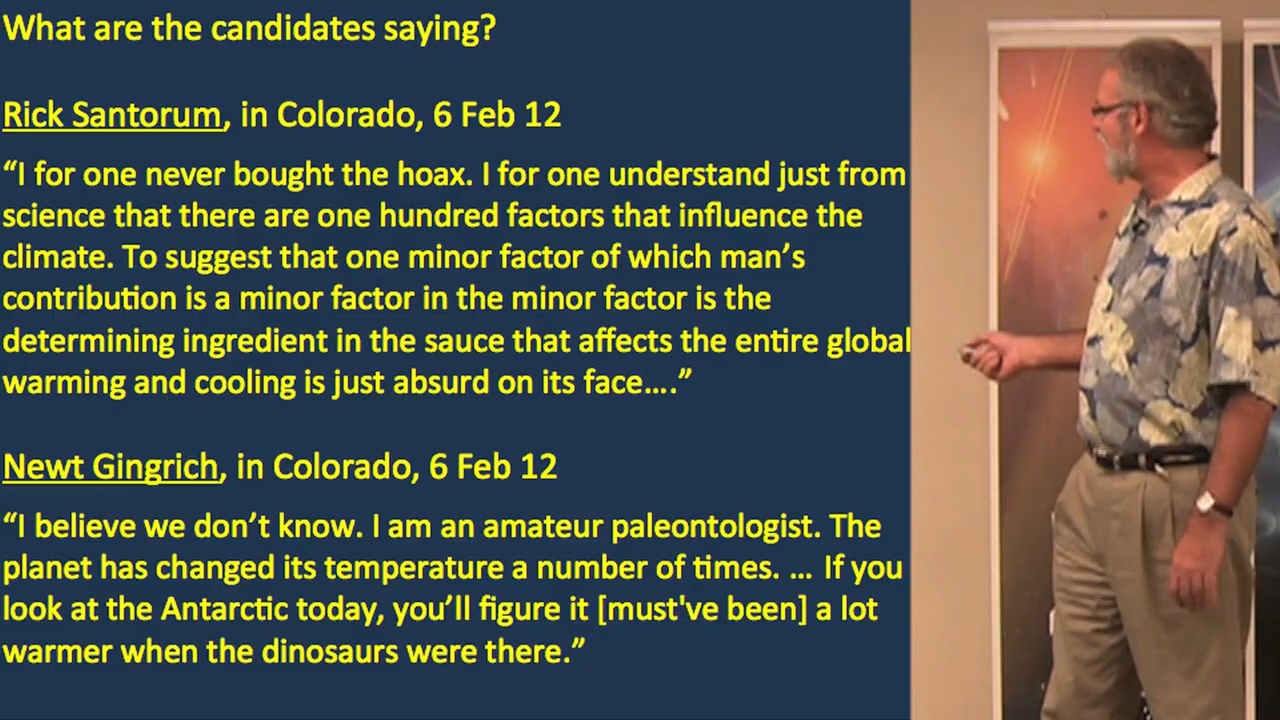 What are the candidates saying?
Rick Santorum, in Colorado, 6 Feb 12
“I for one never bought the hoax. I for one understand just from
science that there are one hundred factors that influence the
climate. To suggest that one minor factor of which man’s
contribution is a minor factor in the minor factor is the
determining ingredient in the sauce that affects the entire global
warming and cooling is just absurd on its face….”
Newt Gingrich, in Colorado, 6 Feb 12
“I believe we don’t know. I am an amateur paleontologist. The
planet has changed its temperature a number of times. … If you
look at the Antarctic today, you’ll figure it [must've been] a lot
warmer when the dinosaurs were there.”